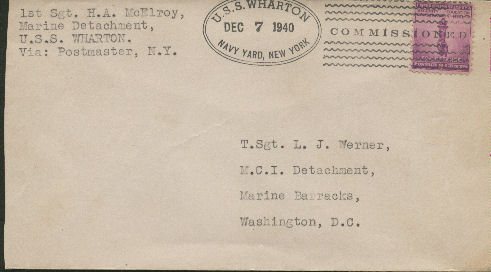 1st Sgt. H.A. McElroy,
Marine Detachment,
U.S.S. WHARTON.
Via: Postmaster, N.Y.
U.S.S. WHARTON
DEC 7 1940
NAVY YARD, NEW YORK
COMMISSIONED
T.Sgt. L. J. Werner,
M.C.I. Detachment,
Marine Barracks,
Washington, D.C.